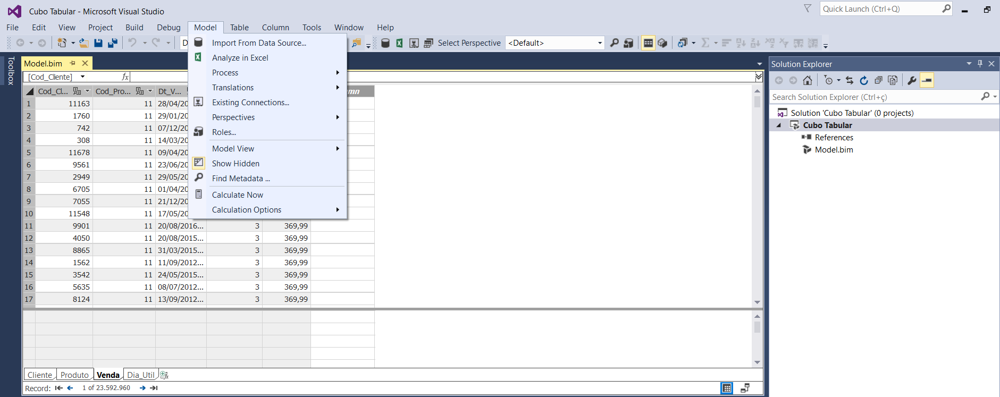 Cubo Tabular - Microsoft Visual Studio
Quick Launch (Ctrl+Q)
File Edit View Project Build Debug Model Table Column Tools Window Help
D
Select Perspective <Default>
Import From Data Source...
Analyze in Excel
Process
Translations
Existing Connections...
Perspectives
Roles...
Model View
Show Hidden
Find Metadata ...
Calculate Now
Calculation Options
Toolbox
Model.bim
[Cod_Cliente] fx
Cod_Cl... Cod_Pro... Dt_V... mn
1 11163 11 28/04/20
2 1760 11 29/01/20
3 742 11 07/12/20
4 308 11 14/03/20
5 11678 11 09/04/20
6 9561 11 23/06/20
7 2949 11 29/05/20
8 6705 11 01/04/20
9 7055 11 21/12/20
10 11548 11 17/05/20
11 9901 11 20/08/2016... 3 369,99
12 4050 11 20/08/2015... 3 369,99
13 8865 11 31/03/2015... 3 369,99
14 1562 11 11/09/2012... 3 369,99
15 3542 11 24/05/2015... 3 369,99
16 5635 11 08/07/2012... 3 369,99
17 8124 11 13/09/2012... 3 369,99
Cliente Produto Venda Dia_Util
Record: 1 of 23.592.960
Solution Explorer
Search Solution Explorer (Ctrl+ç)
Solution 'Cubo Tabular' (0 projects)
Cubo Tabular
References
Model.bim